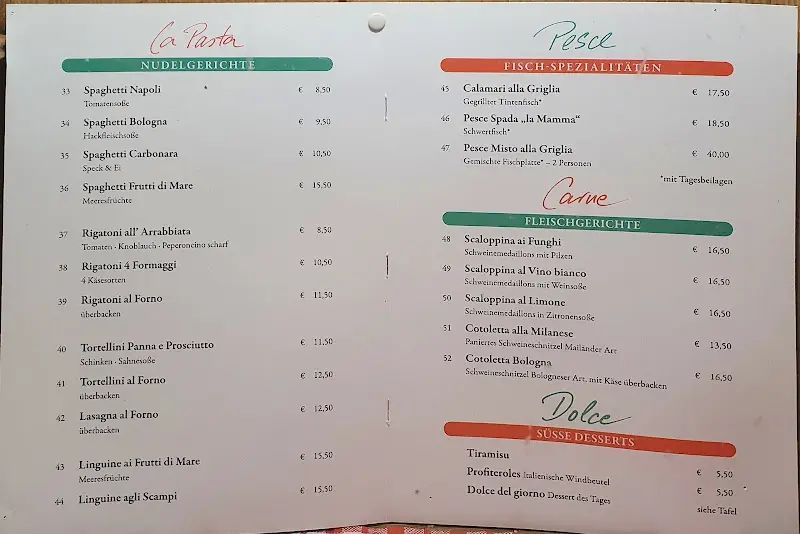 La Pasta
NUDELGERICHTE
33 Spaghetti Napoli € 8,50
Tomatensoße
34 Spaghetti Bologna € 9,50
Hackfleischsoße
35 Spaghetti Carbonara € 10,50
Speck & Ei
36 Spaghetti Frutti di Mare € 15,50
Meeresfrüchte
37 Rigatoni all' Arrabbiata € 8,50
Tomaten · Knoblauch · Peperoncino scharf
38 Rigatoni 4 Formaggi € 10,50
4 Käsesorten
39 Rigatoni al Forno € 11,50
überbacken
40 Tortellini Panna e Prosciutto € 11,50
Schinken · Sahnesoße
41 Tortellini al Forno € 12,50
überbacken
42 Lasagna al Forno € 12,50
überbacken
43 Linguine ai Frutti di Mare € 15,50
Meeresfrüchte
44 Linguine agli Scampi € 15,50
Pesce
FISCH-SPEZIALITÄTEN
45 Calamari alla Griglia € 17,50
Gegrillter Tintenfisch*
46 Pesce Spada „la Mamma“ € 18,50
Schwertfisch*
47 Pesce Misto alla Griglia € 40,00
Gemischte Fischplatte* – 2 Personen
*mit Tagesbeilagen
Carne
FLEISCHGERICHTE
48 Scaloppina ai Funghi € 16,50
Schweinemedaillons mit Pilzen
49 Scaloppina al Vino bianco € 16,50
Schweinemedaillons mit Weinsoße
50 Scaloppina al Limone € 16,50
Schweinemedaillons in Zitronensoße
51 Cotoletta alla Milanese € 13,50
Paniertes Schweineschnitzel Mailänder Art
52 Cotoletta Bologna € 16,50
Schweineschnitzel Bologneser Art, mit Käse überbacken
Dolce
SÜSSE DESSERTS
Tiramisu € 5,50
Profiteroles Italienische Windbeutel € 5,50
Dolce del giorno Dessert des Tages siehe Tafel